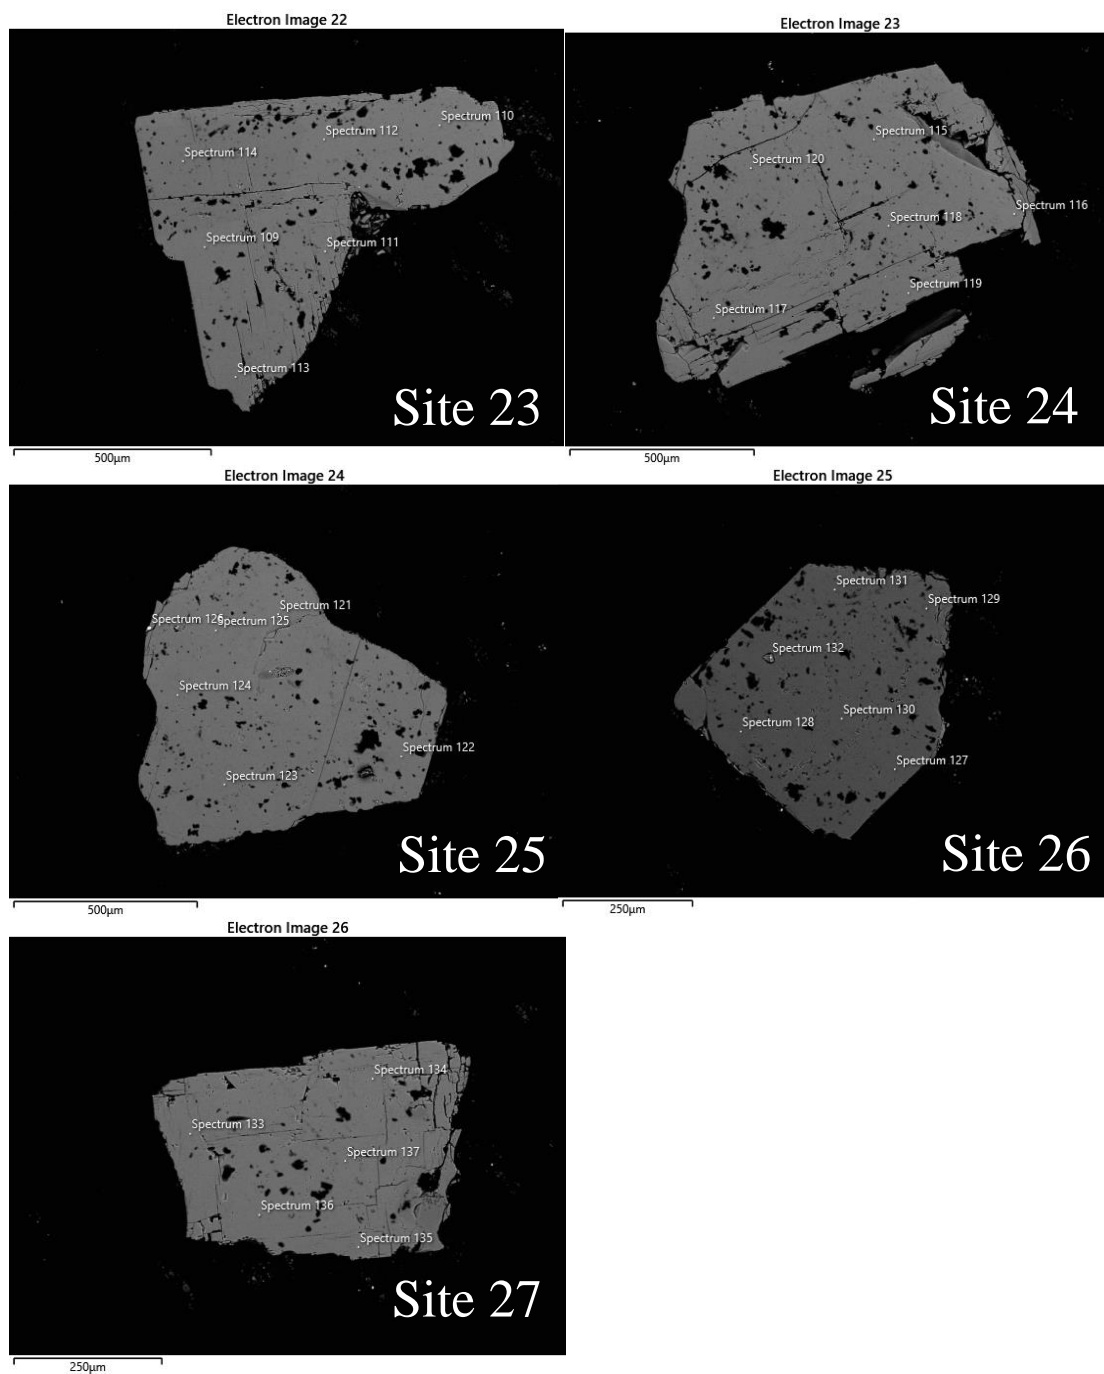 Electron Image 22
Spectrum 110
Spectrum 112
Spectrum 114
Spectrum 109
Spectrum 111
Spectrum 113
Site 23
500µm
Electron Image 23
Spectrum 115
Spectrum 120
Spectrum 116
Spectrum 118
Spectrum 119
Spectrum 117
Site 24
500µm
Electron Image 24
Spectrum 121
Spectrum 126
Spectrum 125
Spectrum 124
Spectrum 122
Spectrum 123
Site 25
500µm
Electron Image 25
Spectrum 131
Spectrum 129
Spectrum 132
Spectrum 130
Spectrum 128
Spectrum 127
Site 26
250µm
Electron Image 26
Spectrum 134
Spectrum 133
Spectrum 137
Spectrum 136
Spectrum 135
Site 27
250µm